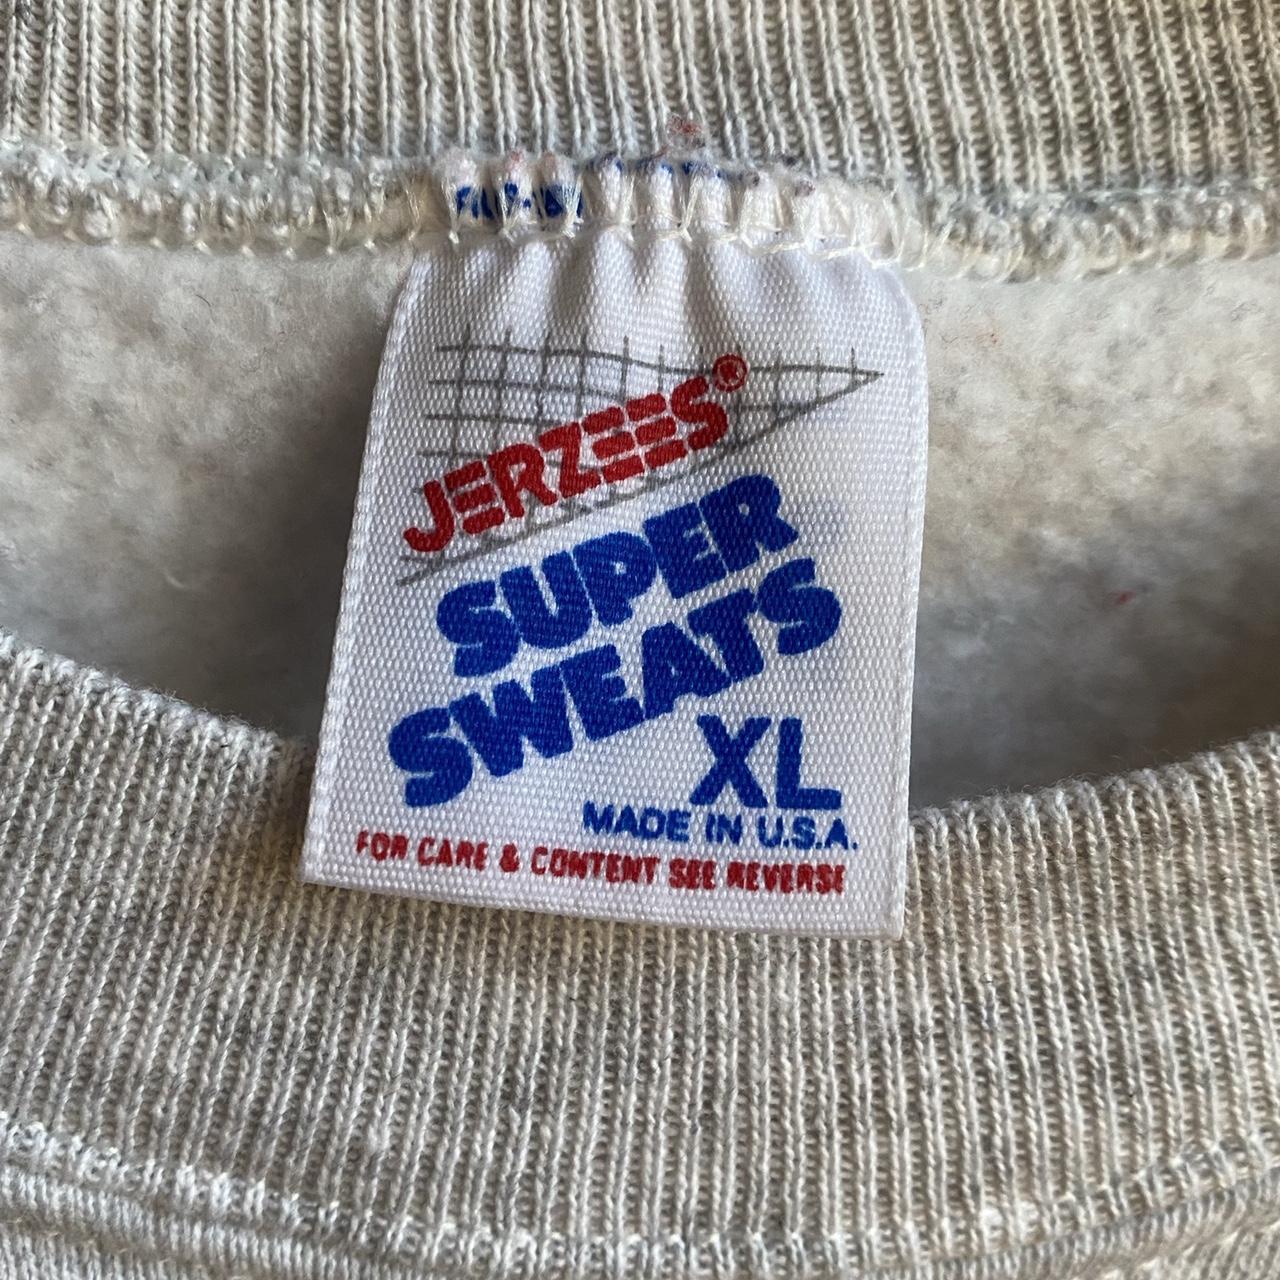 JERZEES®
SUPER
SWEATS
XL
MADE IN U.S.A.
FOR CARE & CONTENT SEE REVERSE